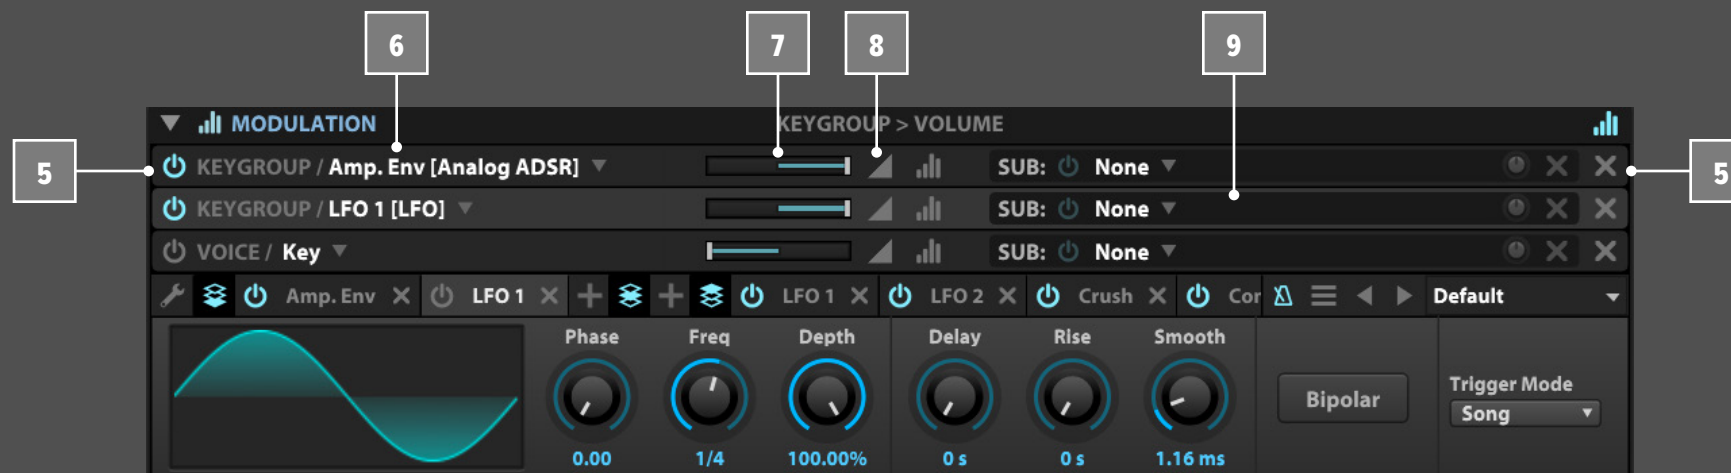 6 7 8 9
MODULATION KEYGROUP > VOLUME
5 KEYGROUP / Amp. Env [Analog ADSR] SUB: None 5
KEYGROUP / LFO 1 [LFO] SUB: None
VOICE / Key SUB: None
Amp. Env LFO 1 LFO 1 LFO 2 Crush Cor Default
Phase Freq Depth Delay Rise Smooth
Trigger Mode
Bipolar
Song
0.00 1/4 100.00% 0 s 0 s 1.16 ms